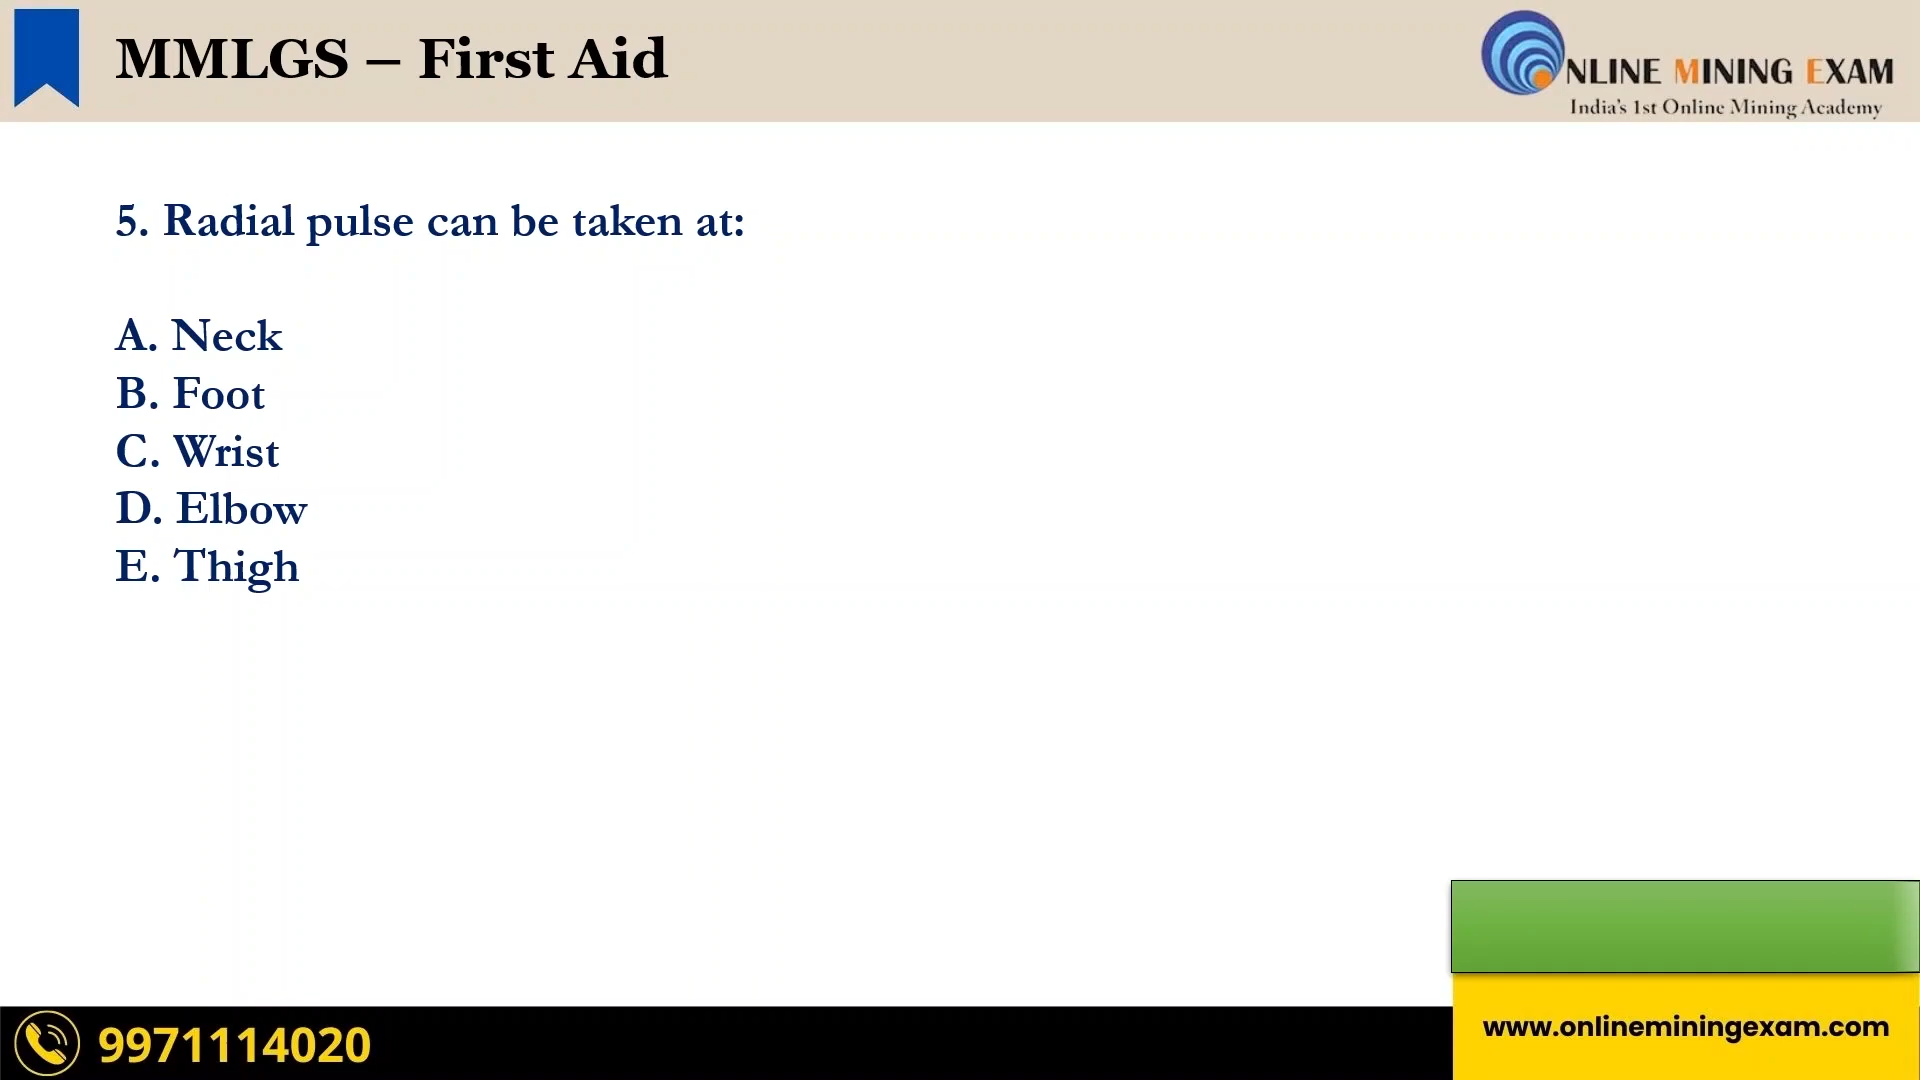 MMLGS – First Aid
NLINE MINING EXAM
India's 1st Online Mining Academy
5. Radial pulse can be taken at:
A. Neck
B. Foot
C. Wrist
D. Elbow
E. Thigh
9971114020
www.onlineminingexam.com